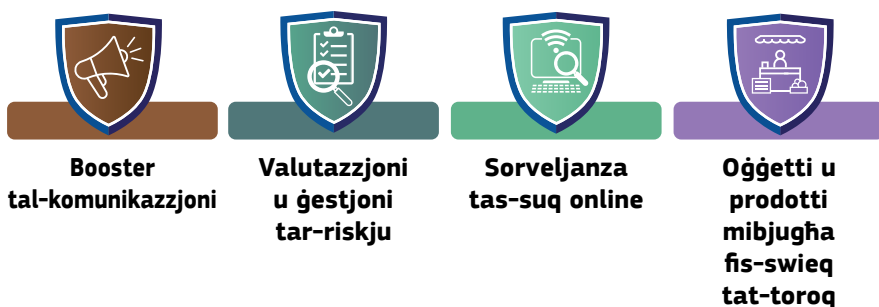 Booster
tal-komunikazzjoni
Valutazzjoni
u ġestjoni
tar-riskju
Sorveljanza
tas-suq online
Oġġetti u
prodotti
mibjugħa
fis-swieq
tat-toroq